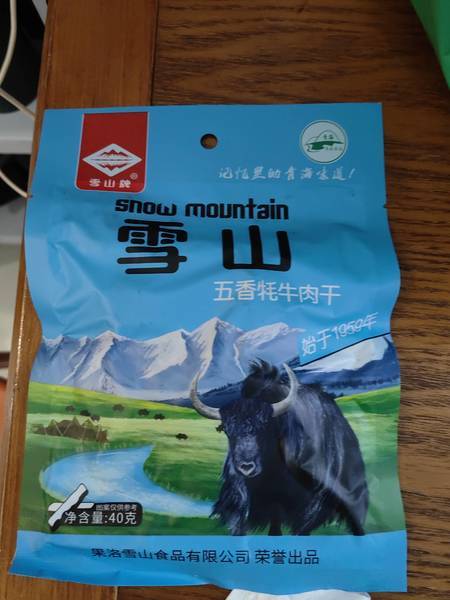 雪山牌®
青海
记忆里的青海味道!
snow mountain
雪山
五香牦牛肉干
始于1959年
图案仅供参考
净含量:40克
果洛雪山食品有限公司 荣誉出品